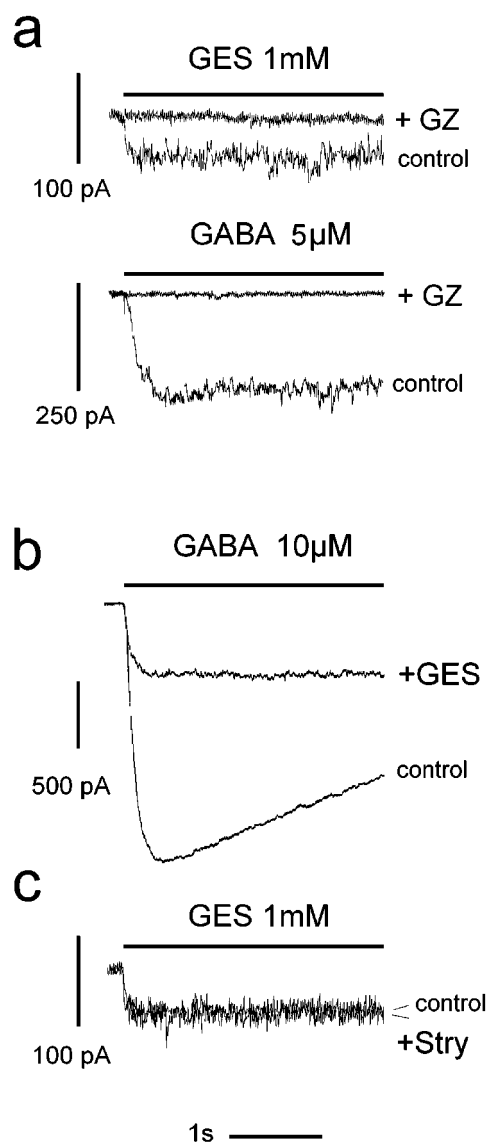 a
GES 1mM
+ GZ
control
100 pA
GABA 5µM
+ GZ
control
250 pA
b
GABA 10µM
+GES
control
500 pA
c
GES 1mM
control
+Stry
100 pA
1s